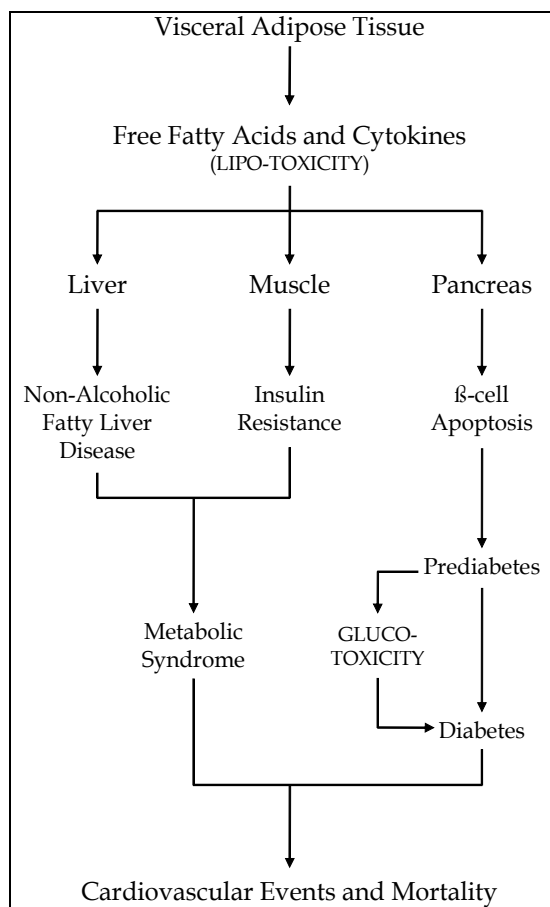 Visceral Adipose Tissue
Free Fatty Acids and Cytokines
(LIPO-TOXICITY)
Liver
Muscle
Pancreas
Non-Alcoholic
Fatty Liver
Disease
Insulin
Resistance
ß-cell
Apoptosis
Prediabetes
Metabolic
Syndrome
GLUCO-
TOXICITY
Diabetes
Cardiovascular Events and Mortality